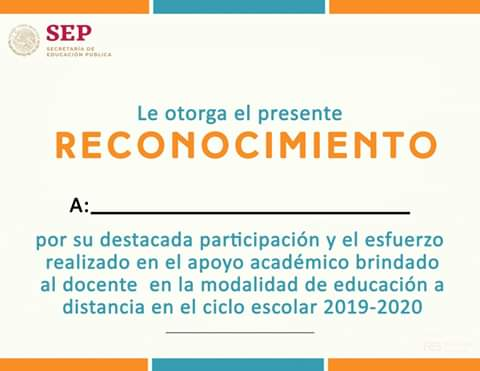 SEP
SECRETARÍA DE
EDUCACIÓN PÚBLICA
Le otorga el presente
RECONOCIMIENTO
A:
por su destacada participación y el esfuerzo
realizado en el apoyo académico brindado
al docente en la modalidad de educación a
distancia en el ciclo escolar 2019-2020